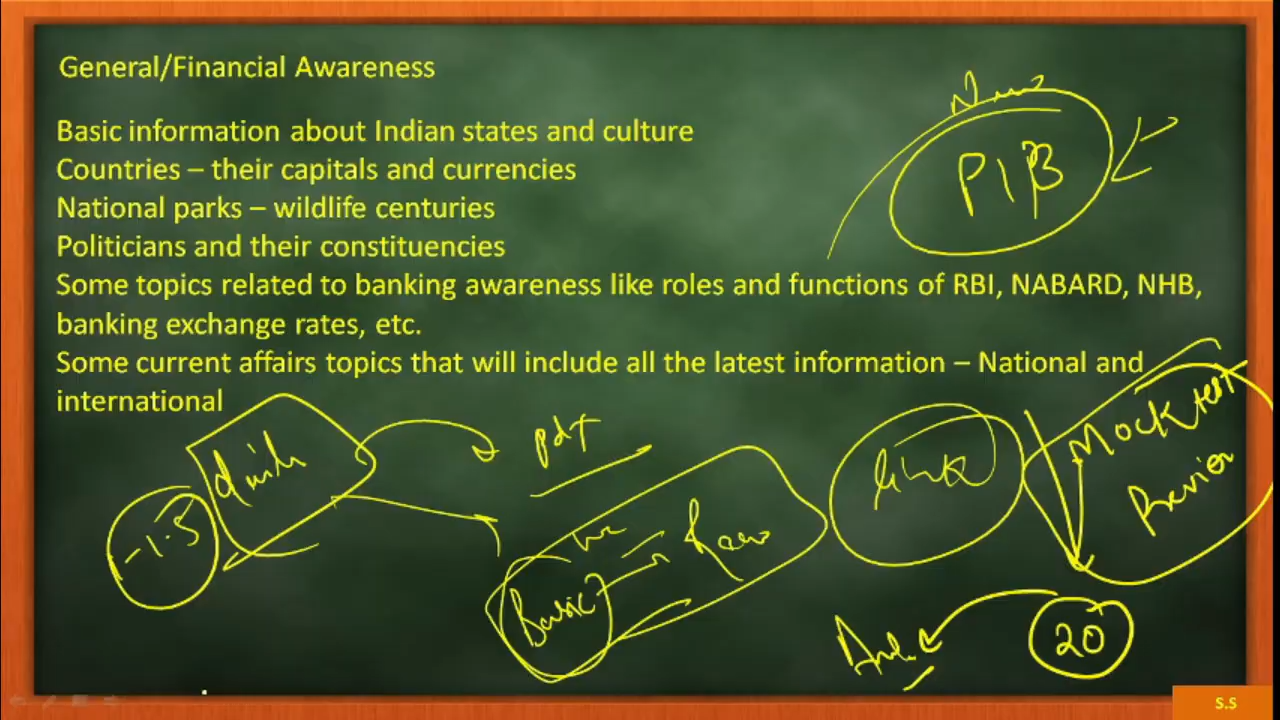 General/Financial Awareness
Basic information about Indian states and culture
Countries – their capitals and currencies
National parks – wildlife centuries
Politicians and their constituencies
Some topics related to banking awareness like roles and functions of RBI, NABARD, NHB,
banking exchange rates, etc.
Some current affairs topics that will include all the latest information – National and
international
PIB
pdf
Link
Mock test
Basic
20
S.S